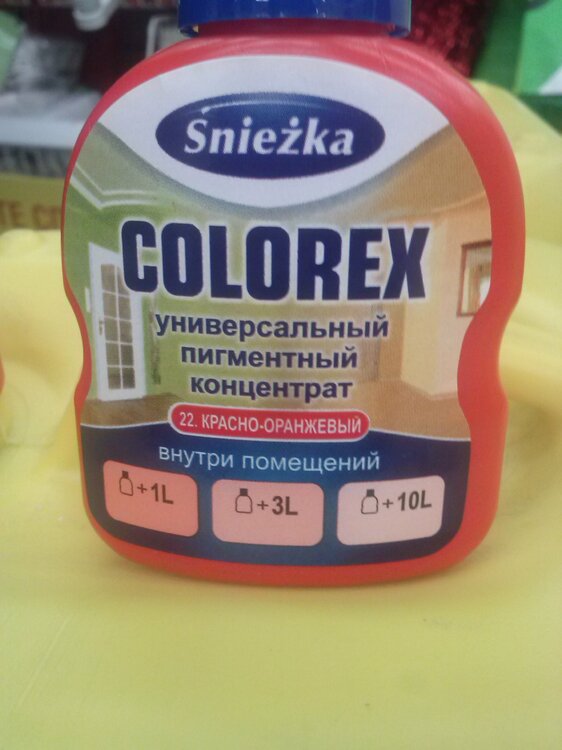 Śnieżka
COLOREX
универсальный
пигментный
концентрат
22. КРАСНО-ОРАНЖЕВЫЙ
внутри помещений
+1L +3L +10L